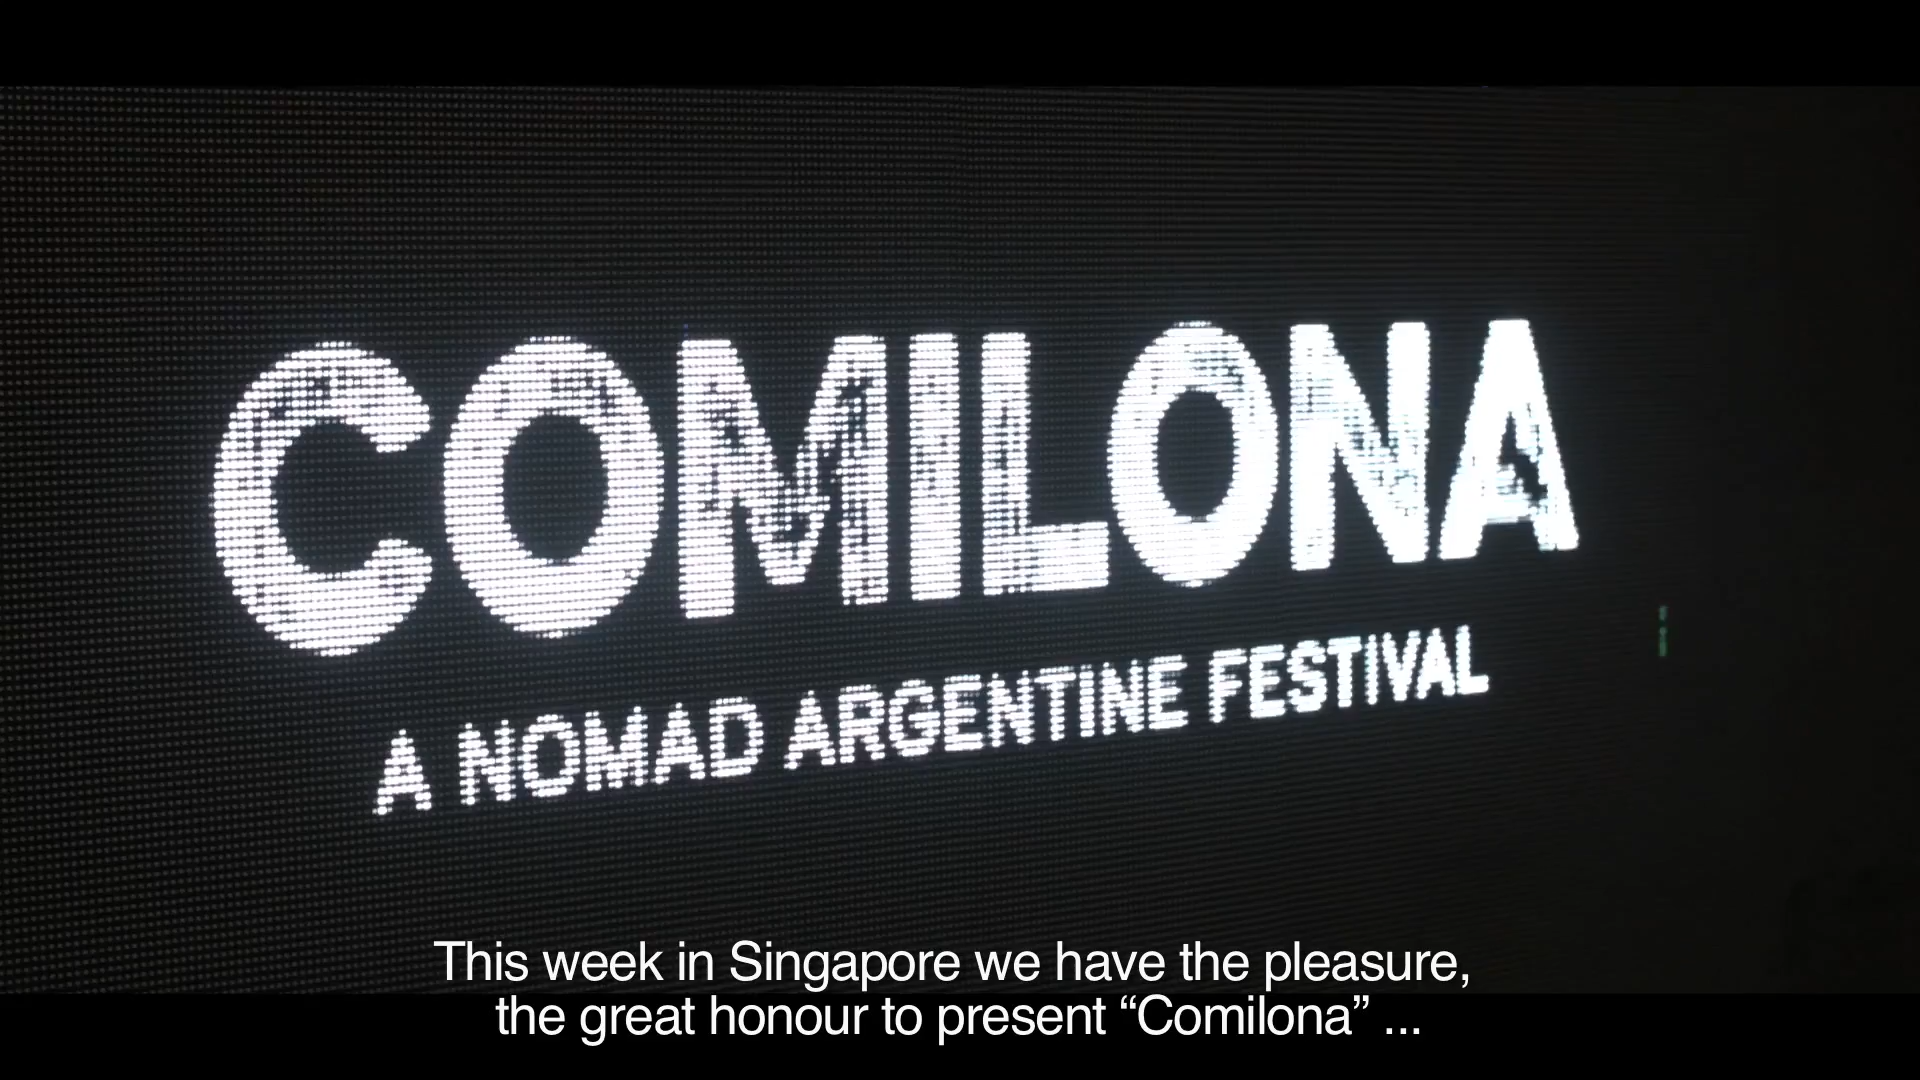 COMILONA
A NOMAD ARGENTINE FESTIVAL
This week in Singapore we have the pleasure,
the great honour to present “Comilona” ...